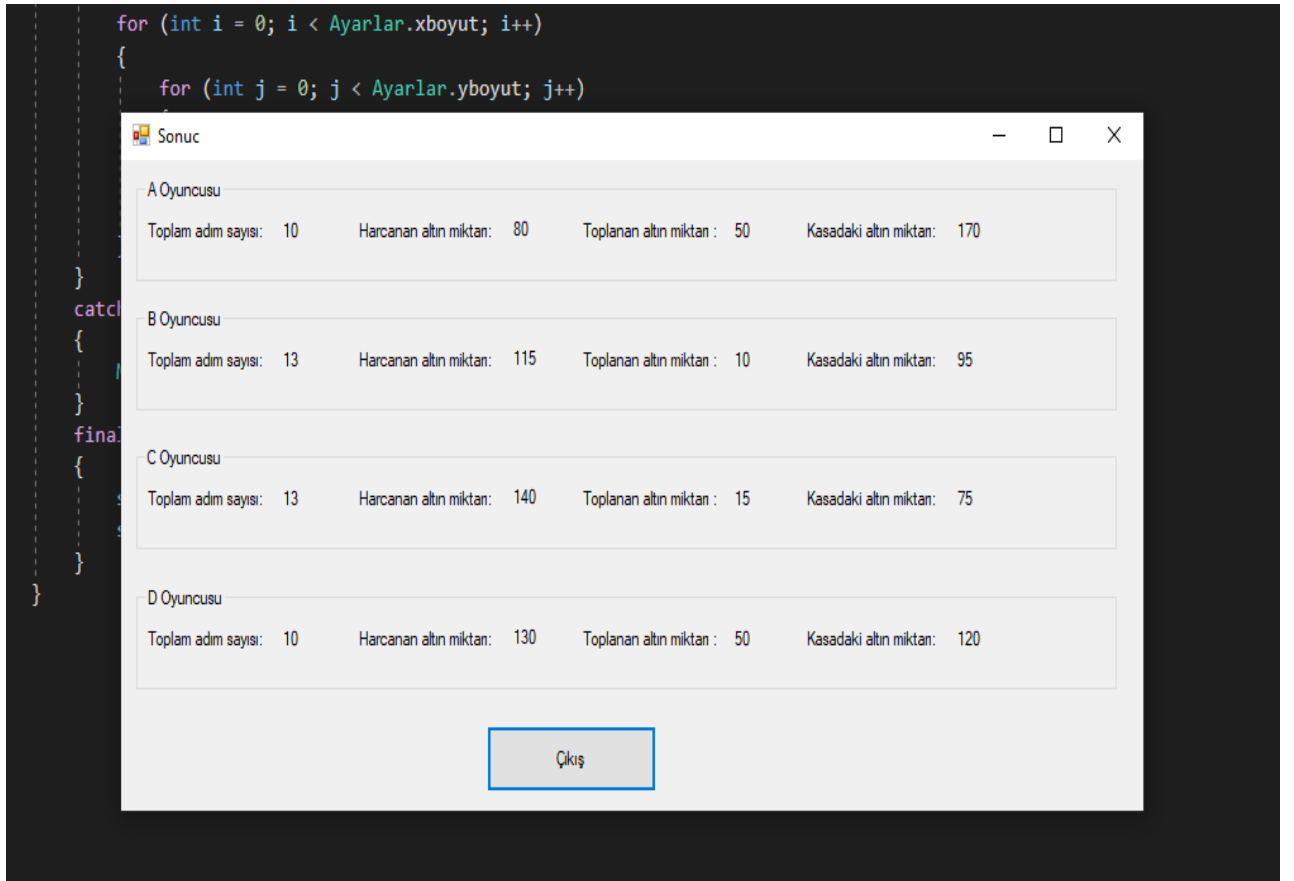 for (int i = 0; i < Ayarlar.xboyut; i++)
{
for (int j = 0; j < Ayarlar.yboyut; j++)
Sonuc
A Oyuncusu
Toplam adım sayısı: 10 Harcanan altın miktarı: 80 Toplanan altın miktarı : 50 Kasadaki altın miktarı: 170
}
catch
B Oyuncusu
{
Toplam adım sayısı: 13 Harcanan altın miktarı: 115 Toplanan altın miktarı : 10 Kasadaki altın miktarı: 95
}
final
C Oyuncusu
{
Toplam adım sayısı: 13 Harcanan altın miktarı: 140 Toplanan altın miktarı : 15 Kasadaki altın miktarı: 75
}
}
D Oyuncusu
Toplam adım sayısı: 10 Harcanan altın miktarı: 130 Toplanan altın miktarı : 50 Kasadaki altın miktarı: 120
Çıkış